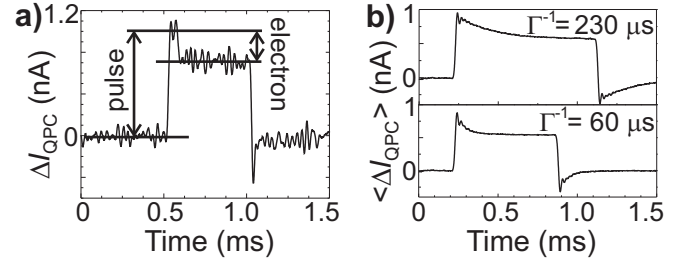 a)
1.2
0
ΔI_QPC (nA)
pulse
electron
0
0.5
1.0
1.5
Time (ms)
b)
Γ⁻¹ = 230 μs
1
0
Γ⁻¹ = 60 μs
1
0
<ΔI_QPC> (nA)
0
0.5
1.0
1.5
Time (ms)